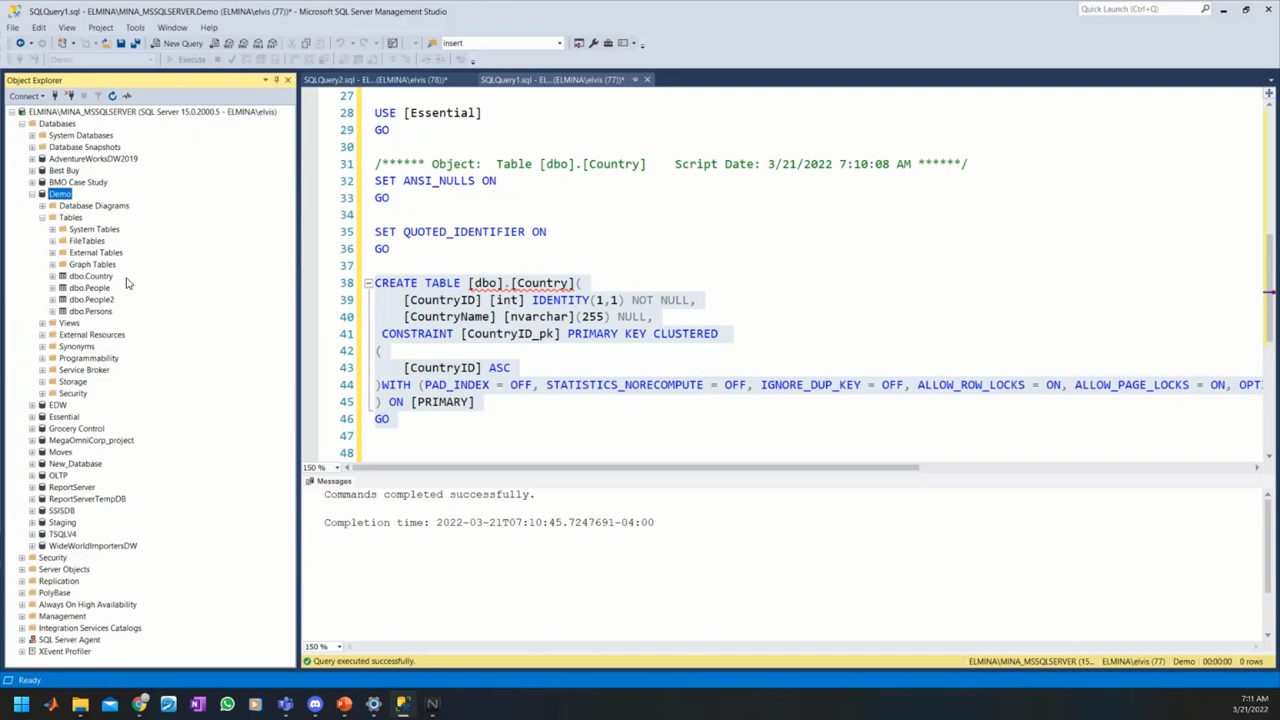 SQLQuery1.sql - ELMINA\MINA_MSSQLSERVER.Demo (ELMINA\elvis (77))* - Microsoft SQL Server Management Studio
Quick Launch (Ctrl+Q)
File Edit View Project Tools Window Help
New Query
insert
Demo
Execute
Object Explorer
SQLQuery2.sql - EL...(ELMINA\elvis (78))*
SQLQuery1.sql - EL...(ELMINA\elvis (77))*
Connect
ELMINA\MINA_MSSQLSERVER (SQL Server 15.0.2000.5 - ELMINA\elvis)
Databases
System Databases
Database Snapshots
AdventureWorksDW2019
Best Buy
BMO Case Study
Demo
Database Diagrams
Tables
System Tables
FileTables
External Tables
Graph Tables
dbo.Country
dbo.People
dbo.People2
dbo.Persons
Views
External Resources
Synonyms
Programmability
Service Broker
Storage
Security
EDW
Essential
Grocery Control
MegaOmniCorp_project
Moves
New_Database
OLTP
ReportServer
ReportServerTempDB
SSISDB
Staging
TSQLV4
WideWorldImportersDW
Security
Server Objects
Replication
PolyBase
Always On High Availability
Management
Integration Services Catalogs
SQL Server Agent
XEvent Profiler
27
28 USE [Essential]
29 GO
30
31 /****** Object: Table [dbo].[Country] Script Date: 3/21/2022 7:10:08 AM ******/
32 SET ANSI_NULLS ON
33 GO
34
35 SET QUOTED_IDENTIFIER ON
36 GO
37
38 CREATE TABLE [dbo].[Country](
39 [CountryID] [int] IDENTITY(1,1) NOT NULL,
40 [CountryName] [nvarchar](255) NULL,
41 CONSTRAINT [CountryID_pk] PRIMARY KEY CLUSTERED
42 (
43 [CountryID] ASC
44 )WITH (PAD_INDEX = OFF, STATISTICS_NORECOMPUTE = OFF, IGNORE_DUP_KEY = OFF, ALLOW_ROW_LOCKS = ON, ALLOW_PAGE_LOCKS = ON, OPTI
45 ) ON [PRIMARY]
46 GO
47
48
150 %
Messages
Commands completed successfully.
Completion time: 2022-03-21T07:10:45.7247691-04:00
150 %
Query executed successfully.
ELMINA\MINA_MSSQLSERVER (15... ELMINA\elvis (77) Demo 00:00:00 0 rows
Ready
7:11 AM
3/21/2022